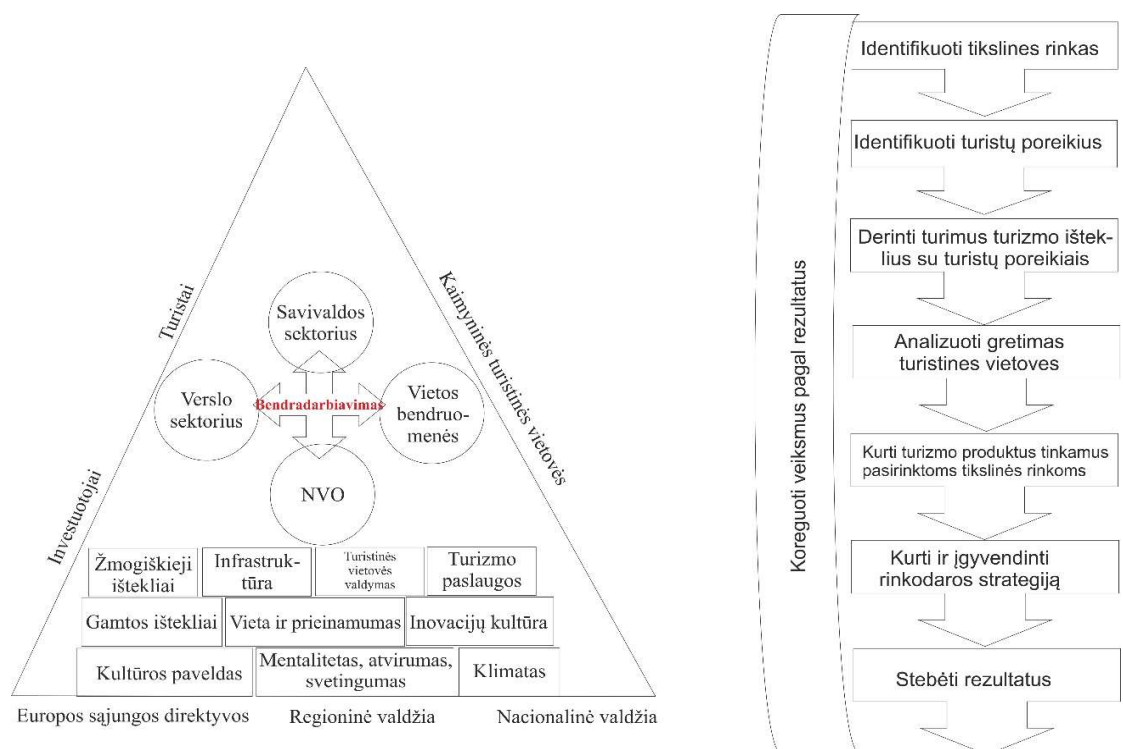 Turistai
Investuotojai
Kaimyninės turistinės vietovės
Savivaldos
sektorius
Verslo
sektorius
Bendradarbiavimas
Vietos
bendruo-
menės
NVO
Žmogiškieji
ištekliai
Infrastruk-
tūra
Turistinės
vietovės
valdymas
Turizmo
paslaugos
Gamtos ištekliai
Vieta ir prieinamumas
Inovacijų kultūra
Kultūros paveldas
Mentalitetas, atvirumas,
svetingumas
Klimatas
Europos sąjungos direktyvos
Regioninė valdžia
Nacionalinė valdžia
Koreguoti veiksmus pagal rezultatus
Identifikuoti tikslines rinkas
Identifikuoti turistų poreikius
Derinti turimus turizmo ištek-
lius su turistų poreikiais
Analizuoti gretimas
turistines vietoves
Kurti turizmo produktus tinkamus
pasirinktoms tikslinės rinkoms
Kurti ir įgyvendinti
rinkodaros strategiją
Stebėti rezultatus